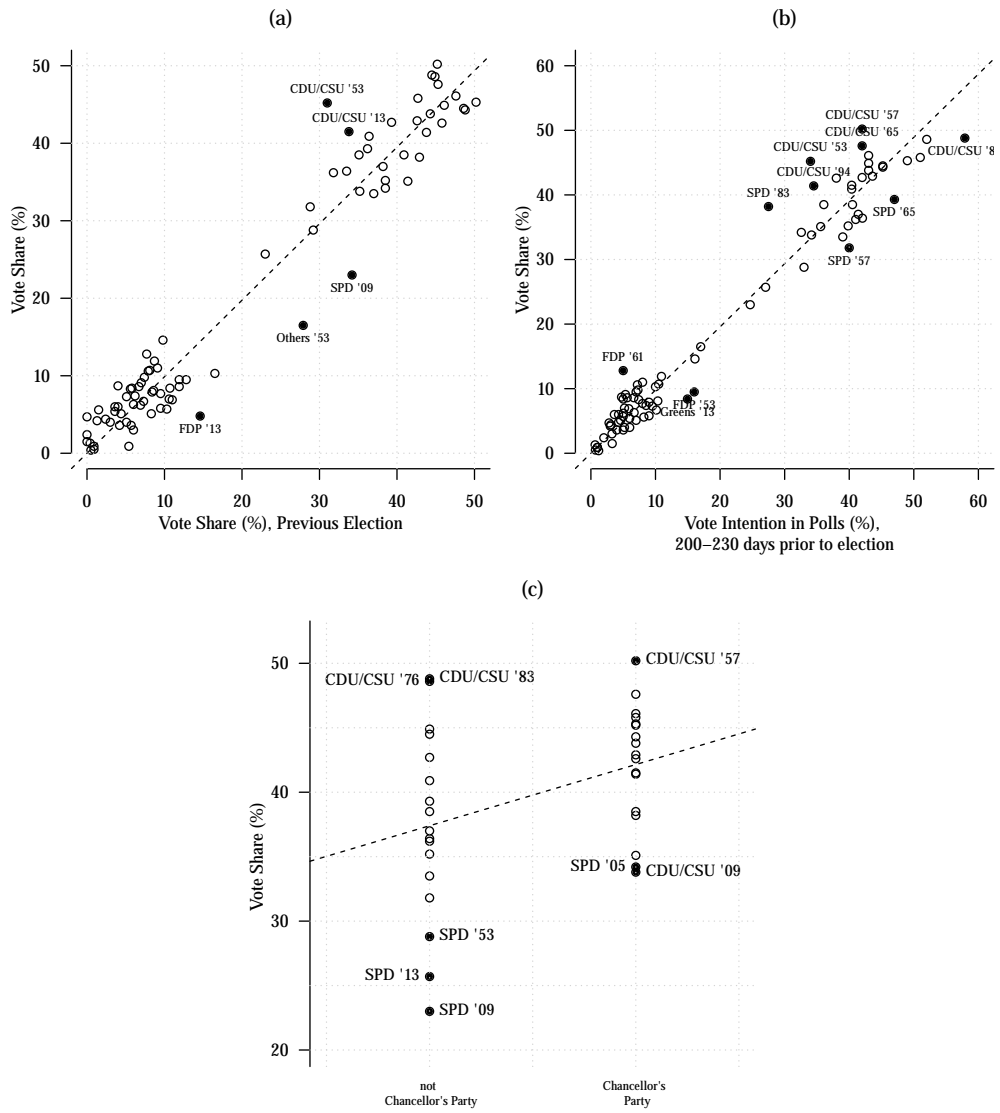 (a)
50
40
30
20
10
0
Vote Share (%)
CDU/CSU '53
CDU/CSU '13
SPD '09
Others '53
FDP '13
0 10 20 30 40 50
Vote Share (%), Previous Election
(b)
60
50
40
30
20
10
0
Vote Share (%)
CDU/CSU '57
CDU/CSU '65
CDU/CSU '53
CDU/CSU '8
CDU/CSU '94
SPD '83
SPD '65
SPD '57
FDP '61
FDP '53
Greens '13
0 10 20 30 40 50 60
Vote Intention in Polls (%),
200−230 days prior to election
(c)
50
40
30
20
Vote Share (%)
CDU/CSU '57
CDU/CSU '76
CDU/CSU '83
SPD '05
CDU/CSU '09
SPD '53
SPD '13
SPD '09
not
Chancellor's Party
Chancellor's
Party